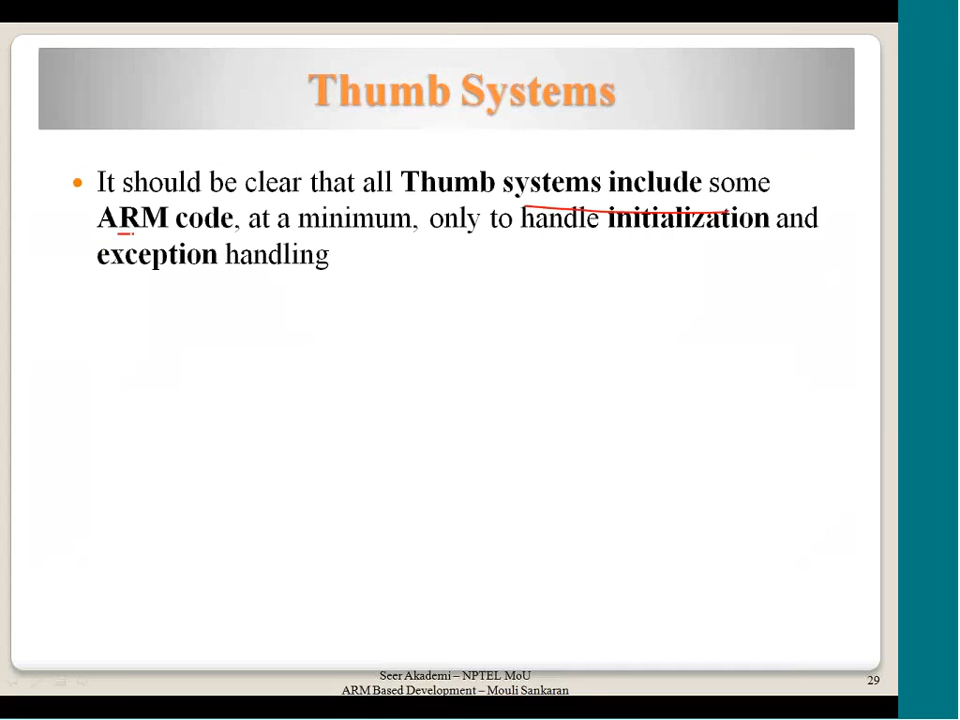 Thumb Systems
• It should be clear that all Thumb systems include some
ARM code, at a minimum, only to handle initialization and
exception handling
Seer Akademi – NPTEL MoU
ARM Based Development – Mouli Sankaran
29